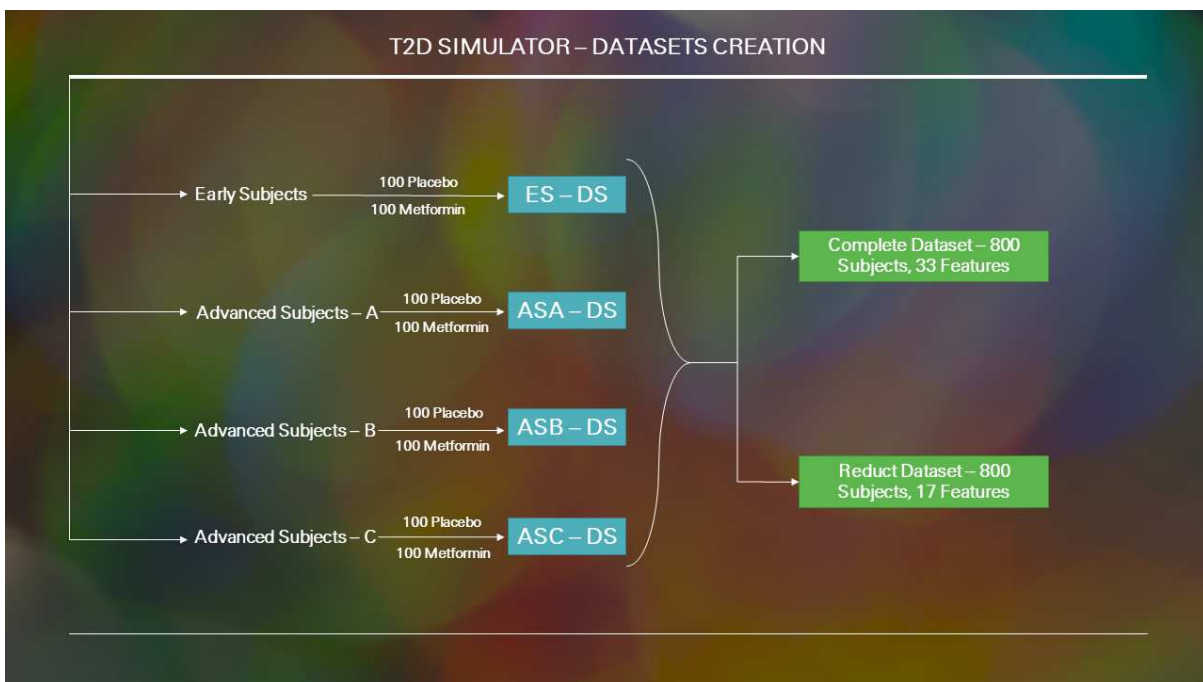 T2D SIMULATOR – DATASETS CREATION
Early Subjects
100 Placebo
100 Metformin
ES – DS
Advanced Subjects – A
100 Placebo
100 Metformin
ASA – DS
Advanced Subjects – B
100 Placebo
100 Metformin
ASB – DS
Advanced Subjects – C
100 Placebo
100 Metformin
ASC – DS
Complete Dataset – 800
Subjects, 33 Features
Reduct Dataset – 800
Subjects, 17 Features